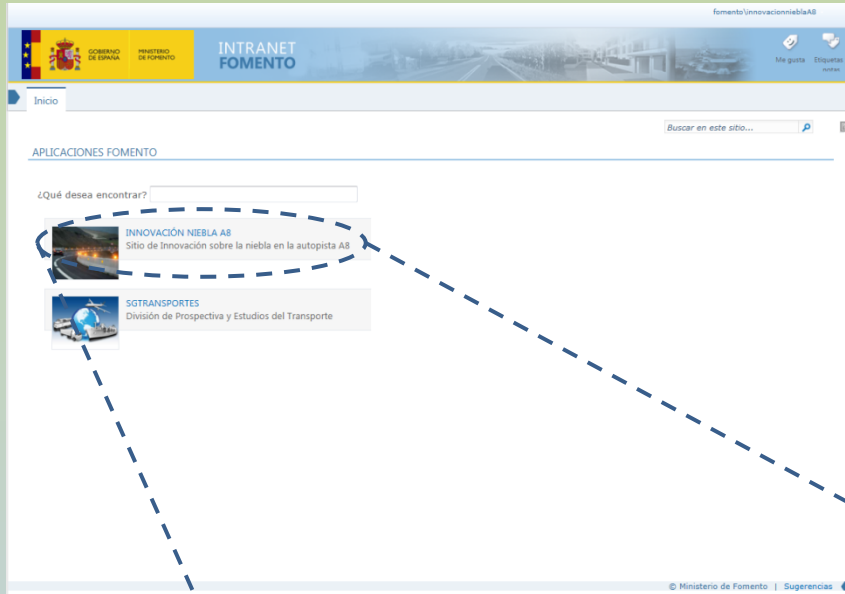 fomento\innovacionnieblaA8
GOBIERNO
DE ESPAÑA
MINISTERIO
DE FOMENTO
INTRANET
FOMENTO
Me gusta
Etiquetas
notas
Inicio
Buscar en este sitio...
APLICACIONES FOMENTO
¿Qué desea encontrar?
INNOVACIÓN NIEBLA A8
Sitio de Innovación sobre la niebla en la autopista A8
SGTRANSPORTES
División de Prospectiva y Estudios del Transporte
© Ministerio de Fomento | Sugerencias